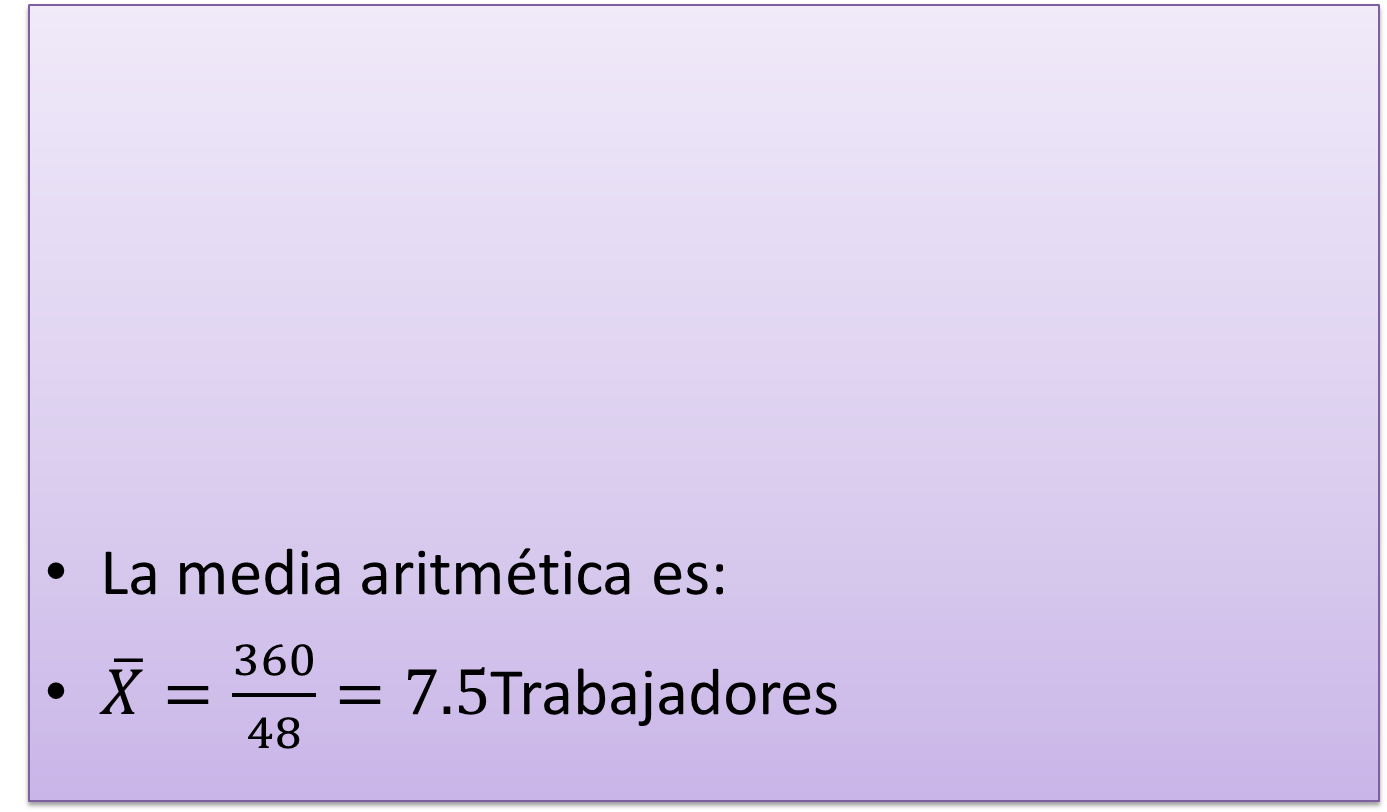 • La media aritmética es:
• X̄ = 360/48 = 7.5Trabajadores